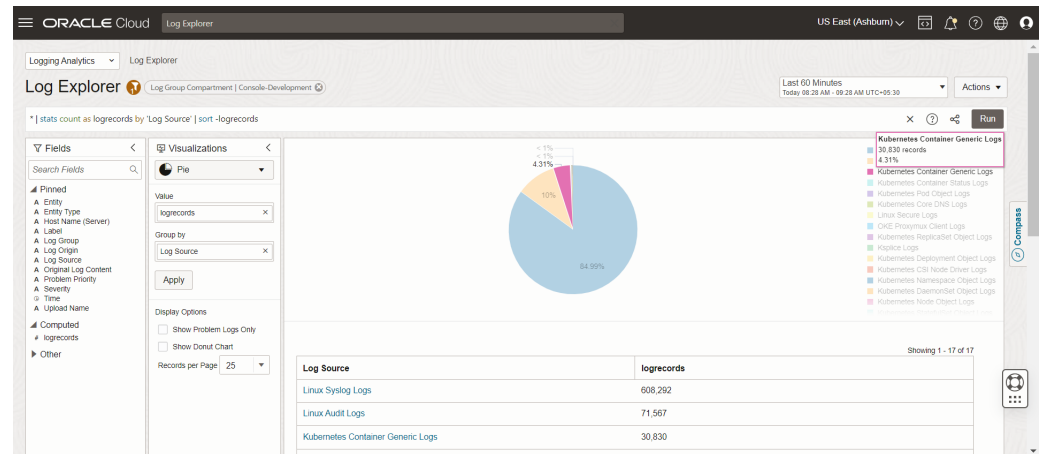 ORACLE Cloud
Log Explorer
US East (Ashburn)
Logging Analytics
Log Explorer
Log Explorer
Log Group Compartment | Console-Development
Last 60 Minutes
Today 08:28 AM - 09:28 AM UTC+05:30
Actions
* | stats count as logrecords by 'Log Source' | sort -logrecords
Run
Fields
Search Fields
Pinned
A Entity
A Entity Type
A Host Name (Server)
A Label
A Log Group
A Log Origin
A Log Source
A Original Log Content
A Problem Priority
A Severity
Time
A Upload Name
Computed
# logrecords
Other
Visualizations
Pie
Value
logrecords
Group by
Log Source
Apply
Display Options
Show Problem Logs Only
Show Donut Chart
Records per Page 25
< 1%
< 1%
4.31%
10%
84.99%
Kubernetes Container Generic Logs
30,830 records
4.31%
Kubernetes Container Generic Logs
Kubernetes Container Status Logs
Kubernetes Pod Object Logs
Kubernetes Core DNS Logs
Linux Secure Logs
OKE Proxymux Client Logs
Kubernetes ReplicaSet Object Logs
Ksplice Logs
Kubernetes Deployment Object Logs
Kubernetes CSI Node Driver Logs
Kubernetes Namespace Object Logs
Kubernetes DaemonSet Object Logs
Kubernetes Node Object Logs
Compass
Showing 1 - 17 of 17
Log Source logrecords
Linux Syslog Logs 608,292
Linux Audit Logs 71,567
Kubernetes Container Generic Logs 30,830